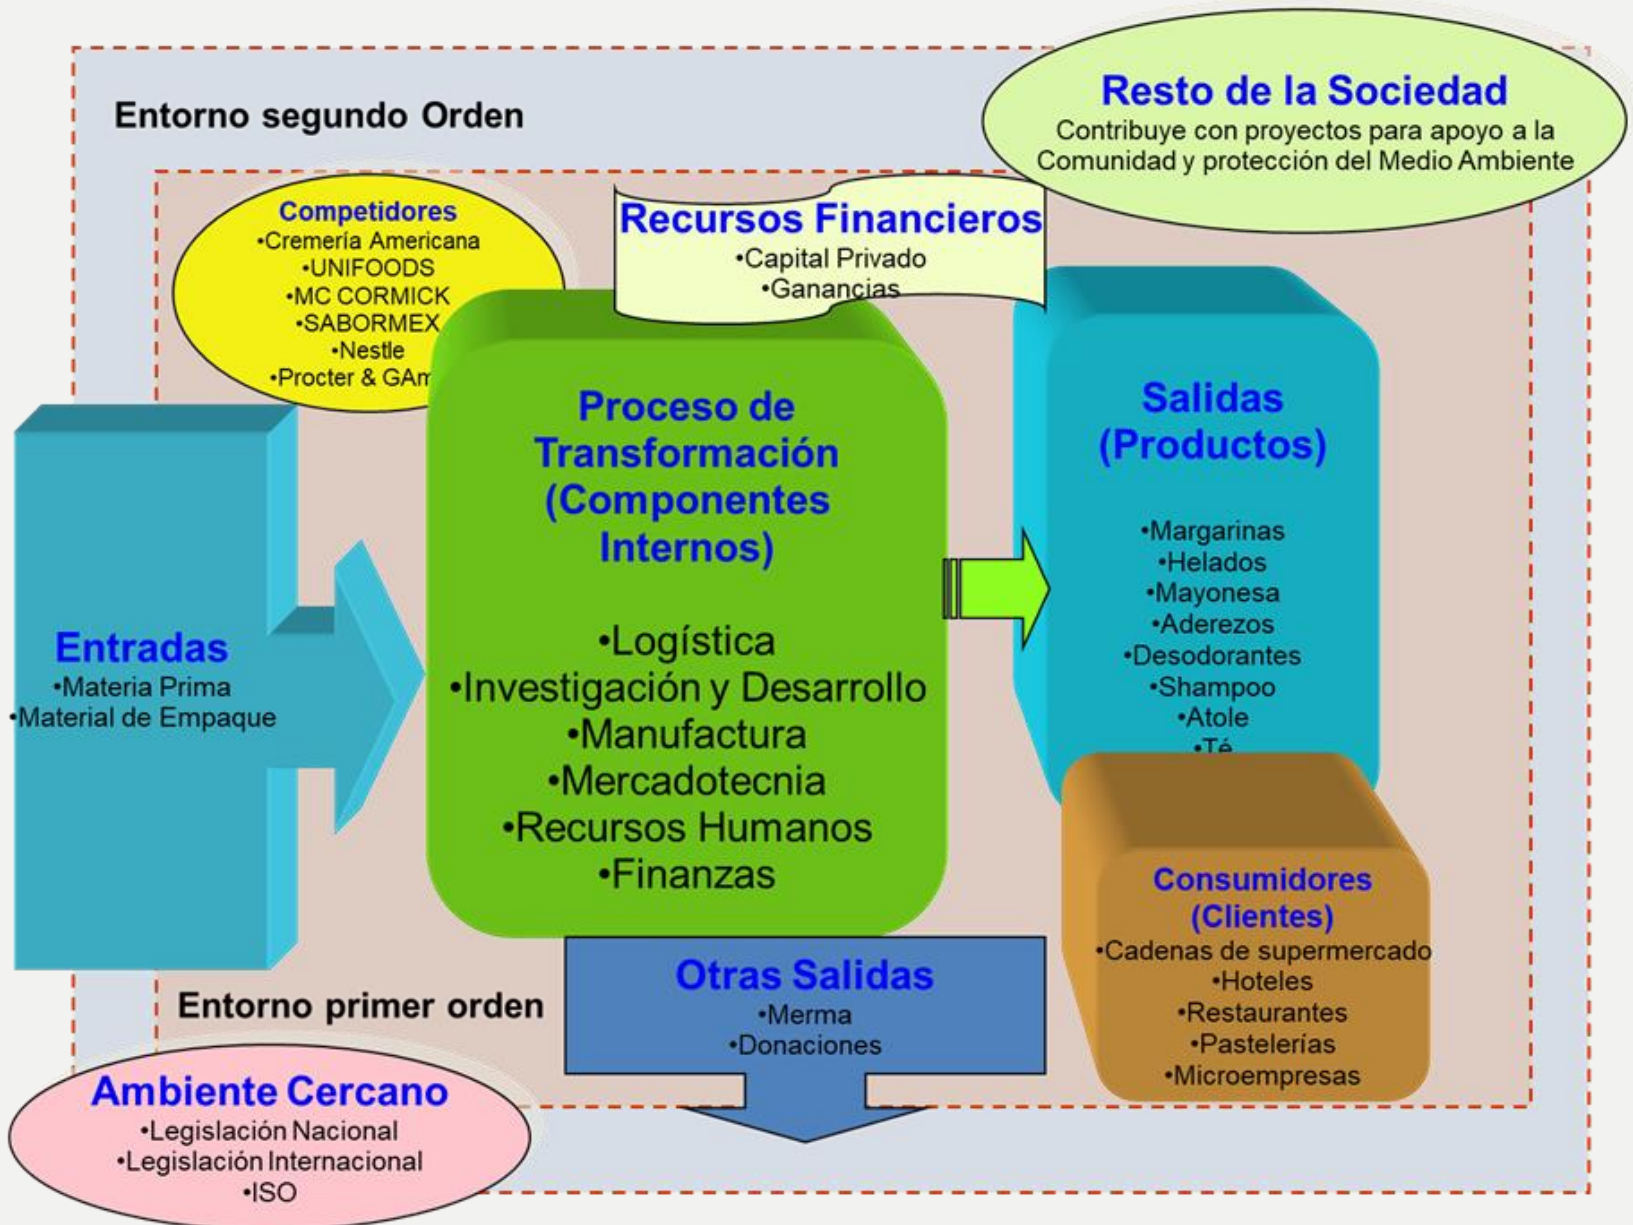 Entorno segundo Orden
Resto de la Sociedad
Contribuye con proyectos para apoyo a la
Comunidad y protección del Medio Ambiente
Competidores
•Cremería Americana
•UNIFOODS
•MC CORMICK
•SABORMEX
•Nestle
•Procter & GAm
Recursos Financieros
•Capital Privado
•Ganancias
Entradas
•Materia Prima
•Material de Empaque
Proceso de
Transformación
(Componentes
Internos)
•Logística
•Investigación y Desarrollo
•Manufactura
•Mercadotecnia
•Recursos Humanos
•Finanzas
Salidas
(Productos)
•Margarinas
•Helados
•Mayonesa
•Aderezos
•Desodorantes
•Shampoo
•Atole
•Té
Consumidores
(Clientes)
•Cadenas de supermercado
•Hoteles
•Restaurantes
•Pastelerías
•Microempresas
Otras Salidas
•Merma
•Donaciones
Entorno primer orden
Ambiente Cercano
•Legislación Nacional
•Legislación Internacional
•ISO